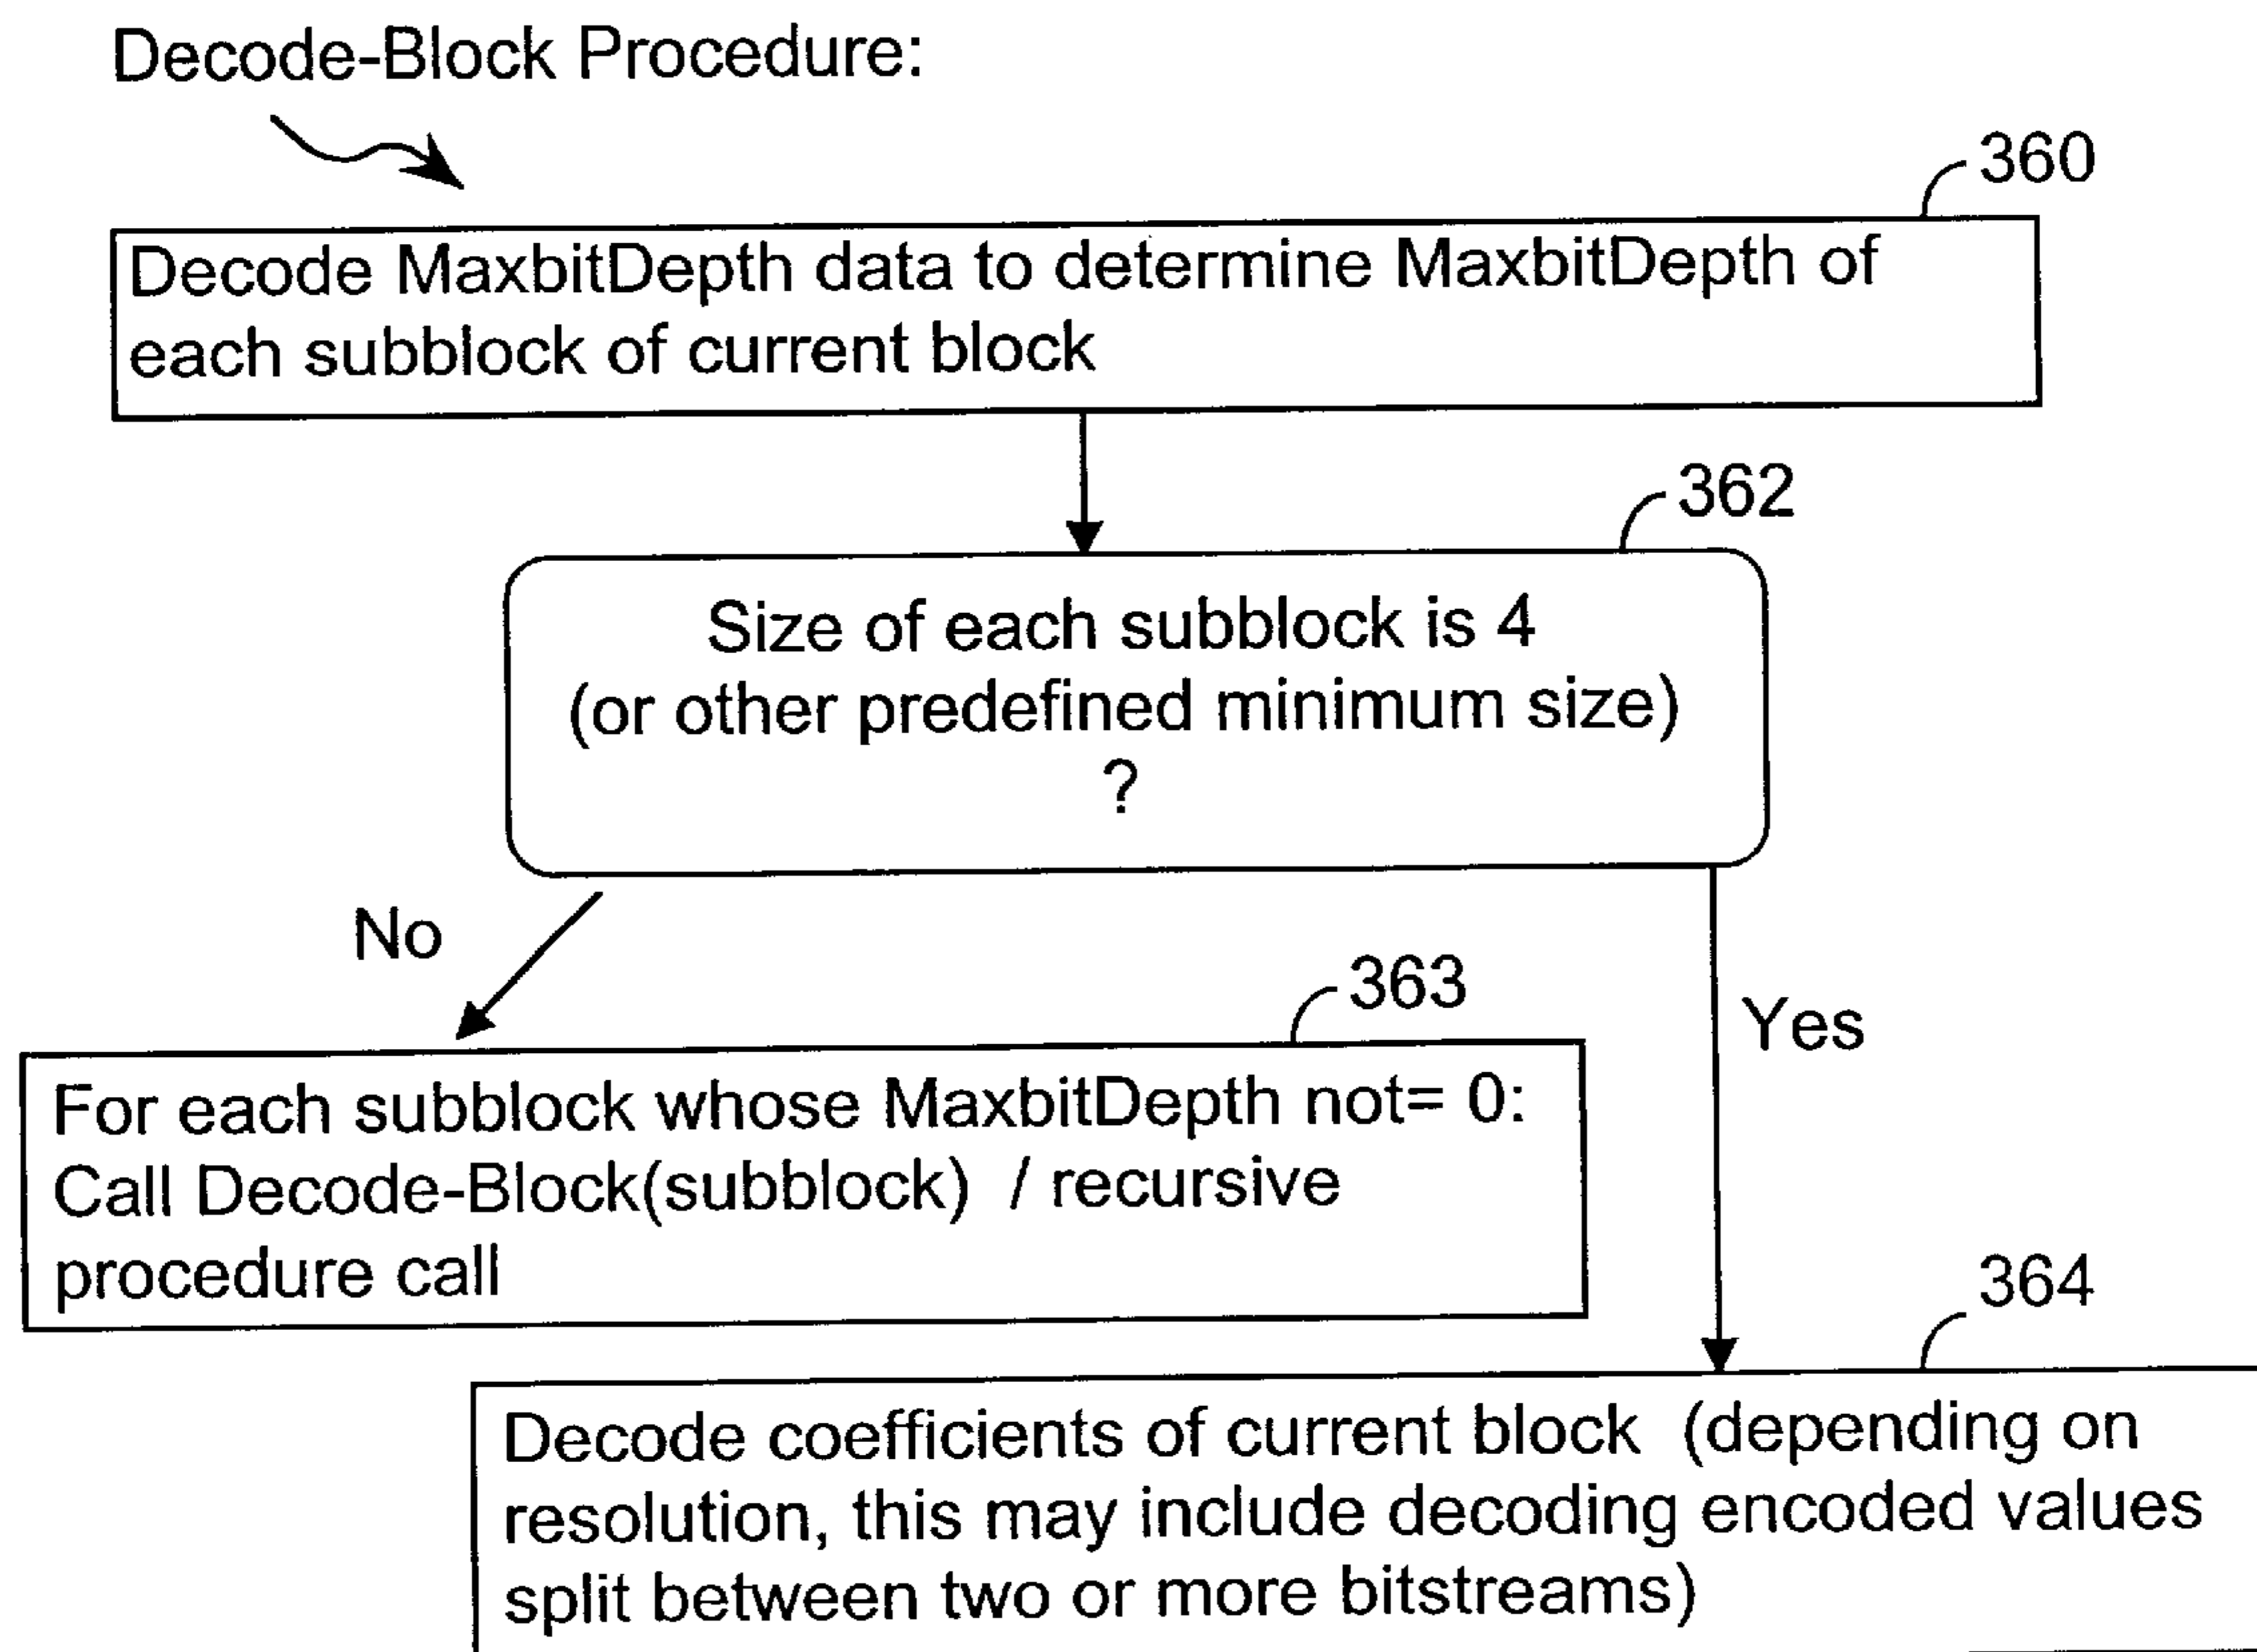 Decode-Block Procedure:
360
Decode MaxbitDepth data to determine MaxbitDepth of
each subblock of current block
362
Size of each subblock is 4
(or other predefined minimum size)
?
No
363
Yes
For each subblock whose MaxbitDepth not= 0:
Call Decode-Block(subblock) / recursive
procedure call
364
Decode coefficients of current block (depending on
resolution, this may include decoding encoded values
split between two or more bitstreams)